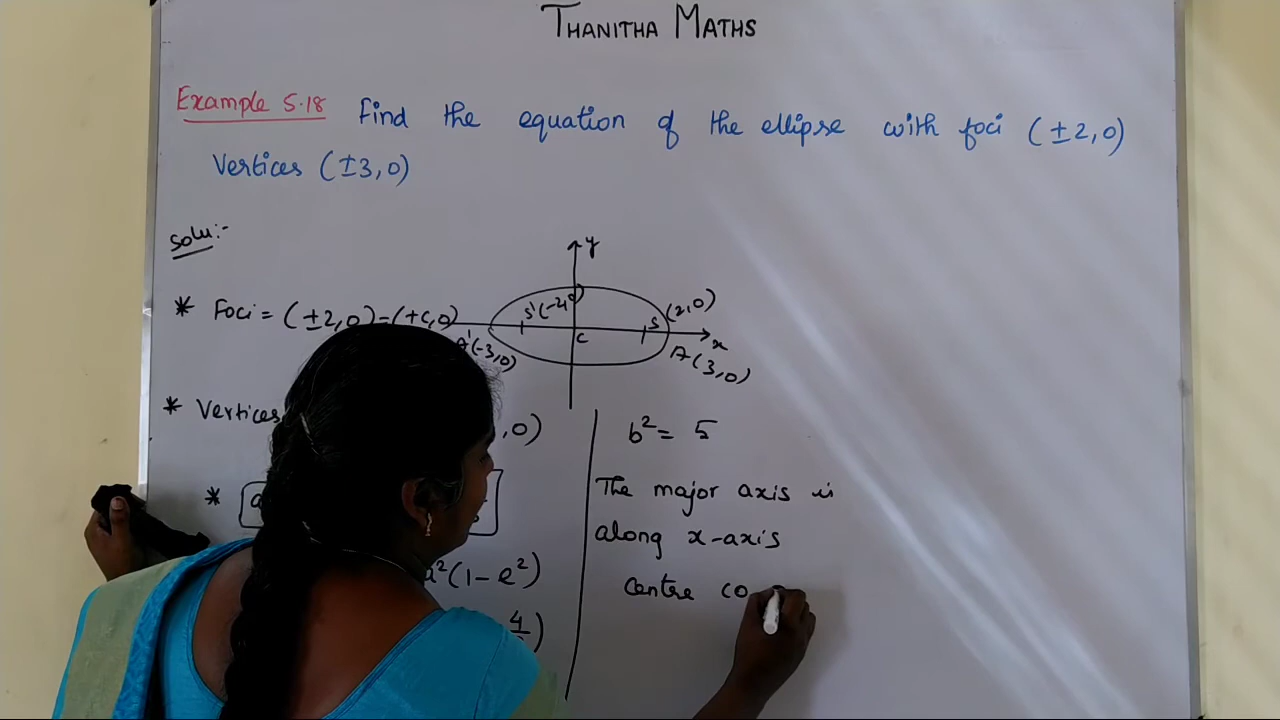 THANITHA MATHS
Example 5.18 Find the equation of the ellipse with foci (±2,0)
Vertices (±3,0)
Solu:-
y
* Foci = (±2,0) = (±c,0)
S'(-2,0)
S (2,0)
C
x
A'(-3,0)
A(3,0)
* Vertices
,0)
b² = 5
* a
The major axis is
along x-axis
a²(1-e²)
centre co
4